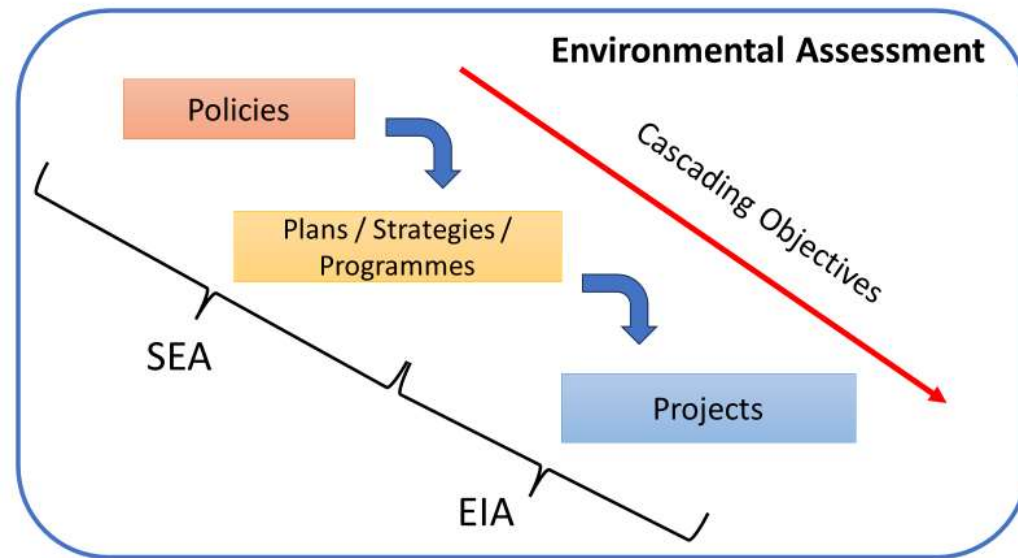 Environmental Assessment
Policies
Cascading Objectives
Plans / Strategies /
Programmes
SEA
Projects
EIA